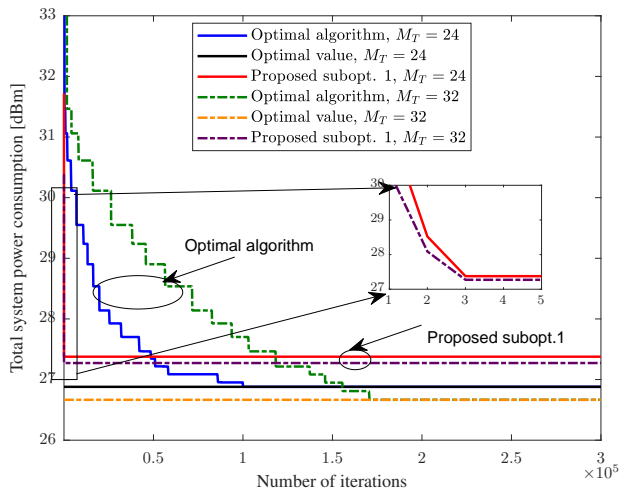 Optimal algorithm, $M_T = 24$
Optimal value, $M_T = 24$
Proposed subopt. 1, $M_T = 24$
Optimal algorithm, $M_T = 32$
Optimal value, $M_T = 32$
Proposed subopt. 1, $M_T = 32$
Total system power consumption [dBm]
33
32
31
30
29
28
27
26
Optimal algorithm
30
29
28
27
1
2
3
4
5
Proposed subopt.1
0.5
1
1.5
2
2.5
3
×10⁵
Number of iterations